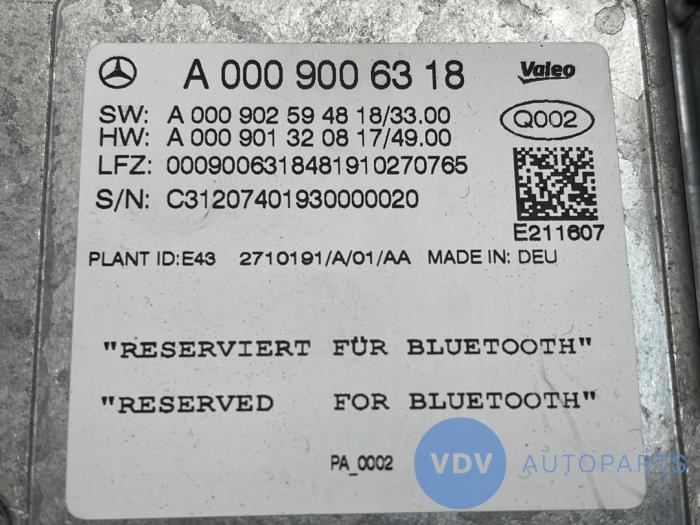 A 000 900 63 18
Valeo
SW: A 000 902 59 48 18/33.00
HW: A 000 901 32 08 17/49.00
Q002
LFZ: 0009006318481910270765
S/N: C31207401930000020
E211607
PLANT ID:E43 2710191/A/01/AA MADE IN: DEU
"RESERVIERT FÜR BLUETOOTH"
"RESERVED FOR BLUETOOTH"
PA_0002
VDV AUTOPARTS